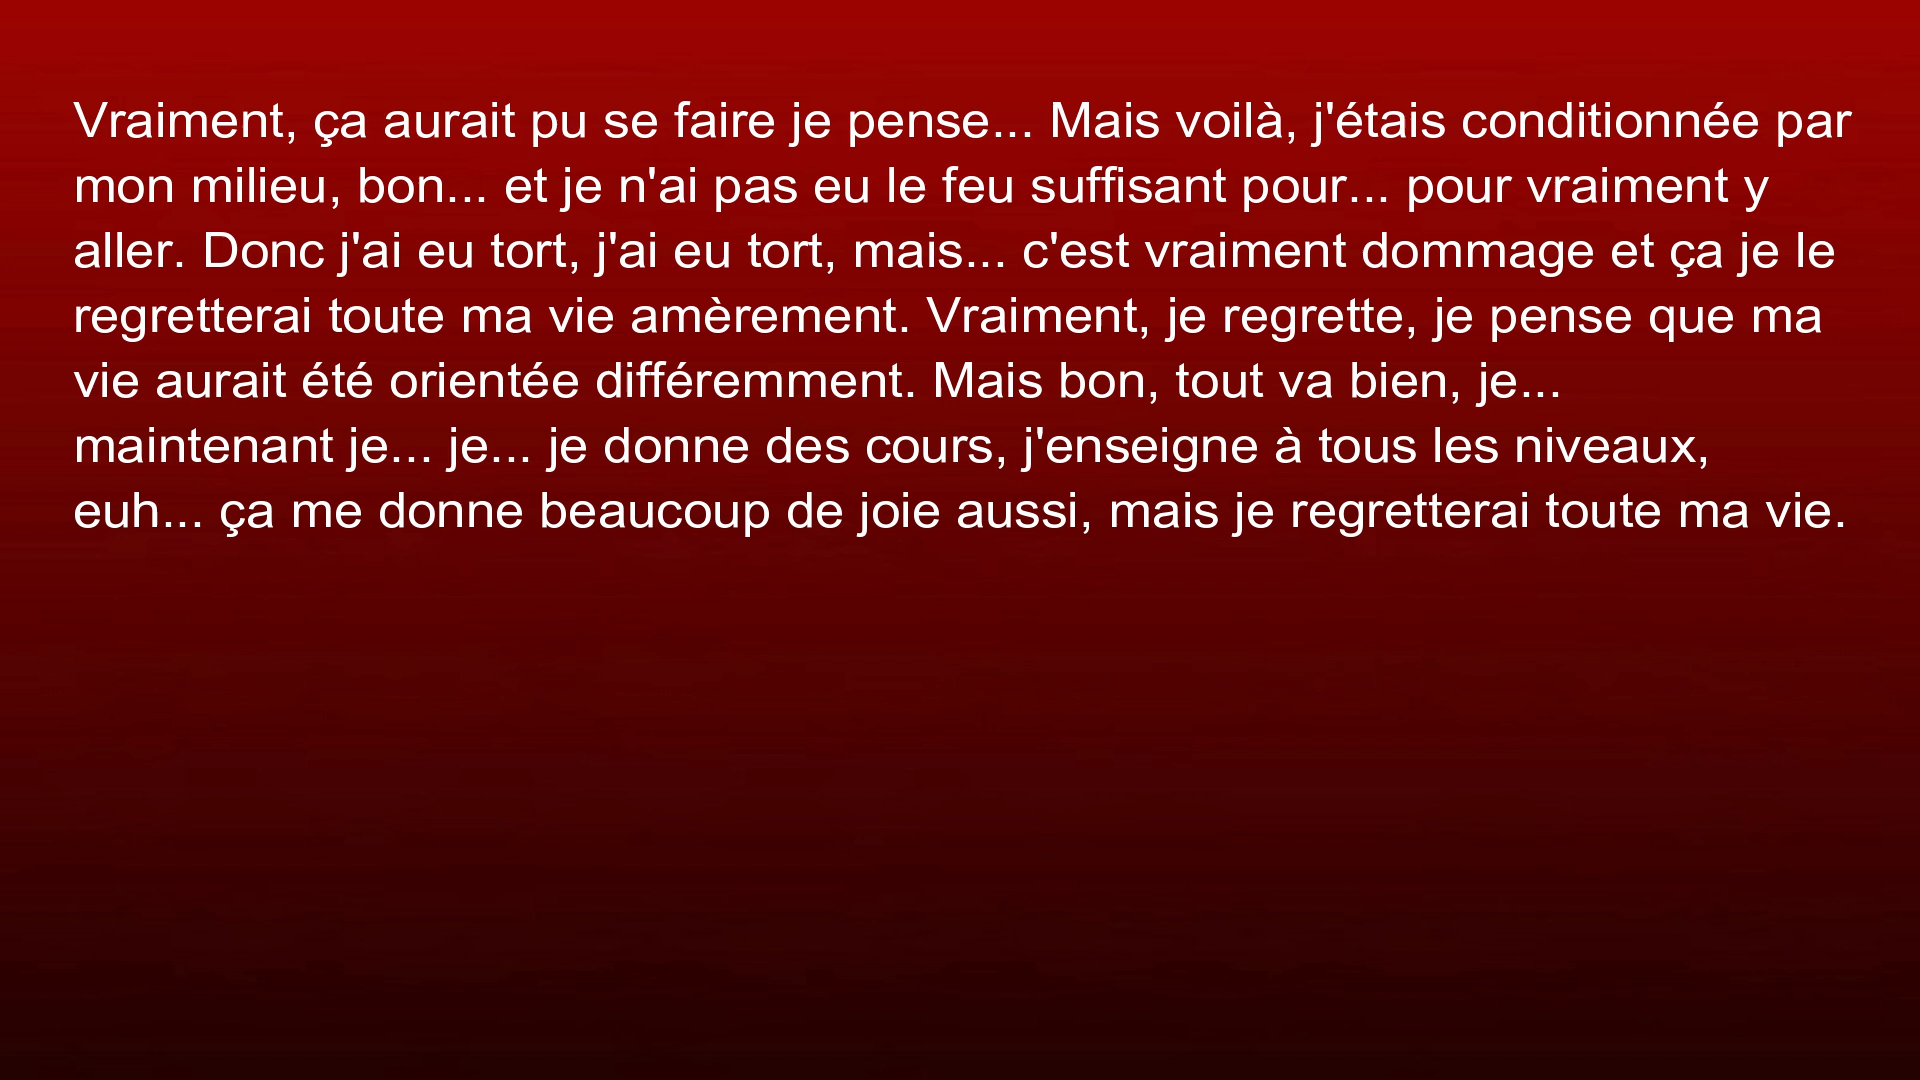 Vraiment, ça aurait pu se faire je pense... Mais voilà, j'étais conditionnée par
mon milieu, bon... et je n'ai pas eu le feu suffisant pour... pour vraiment y
aller. Donc j'ai eu tort, j'ai eu tort, mais... c'est vraiment dommage et ça je le
regretterai toute ma vie amèrement. Vraiment, je regrette, je pense que ma
vie aurait été orientée différemment. Mais bon, tout va bien, je...
maintenant je... je... je donne des cours, j'enseigne à tous les niveaux,
euh... ça me donne beaucoup de joie aussi, mais je regretterai toute ma vie.